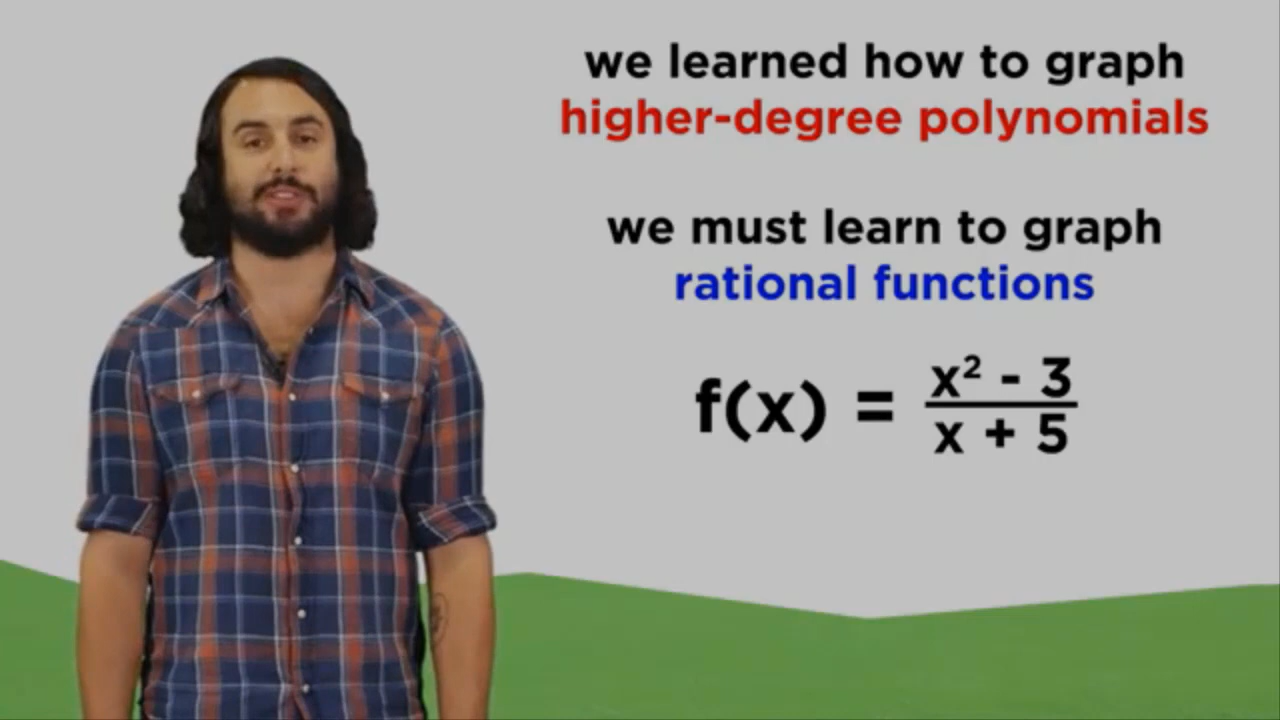 we learned how to graph
higher-degree polynomials
we must learn to graph
rational functions
f(x) = x² - 3
x + 5